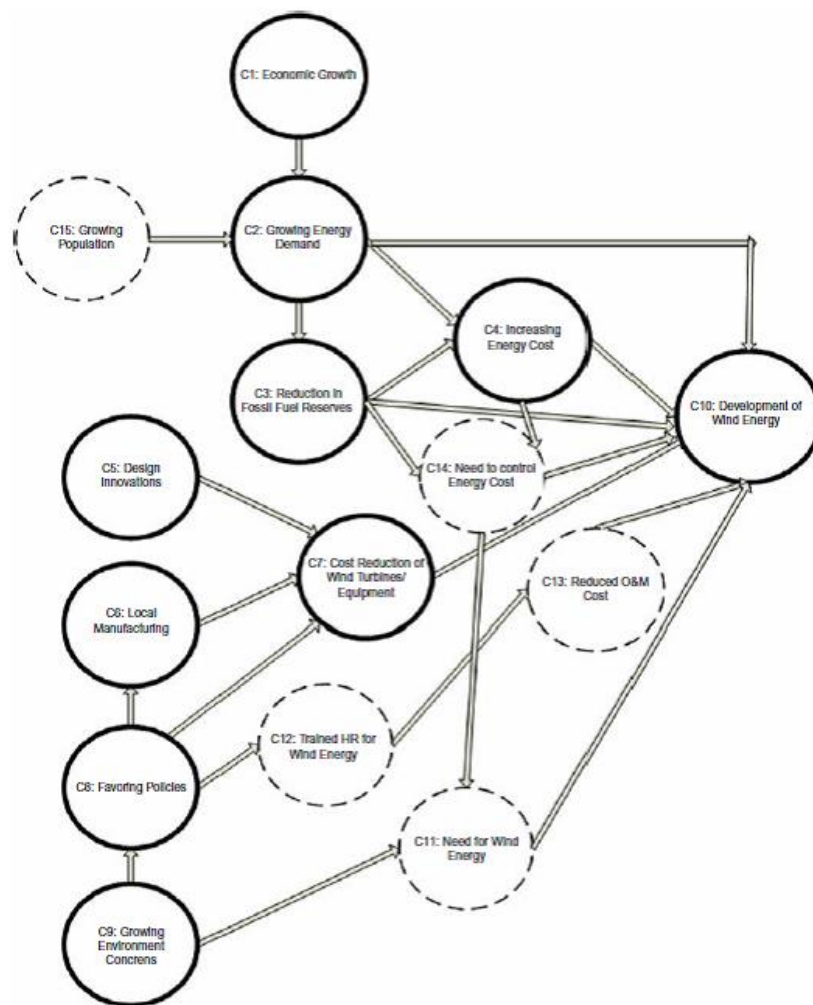 C1: Economic Growth
C15: Growing
Population
C2: Growing Energy
Demand
C4: Increasing
Energy Cost
C3: Reduction in
Fossil Fuel Reserves
C10: Development of
Wind Energy
C5: Design
Innovations
C14: Need to control
Energy Cost
C7: Cost Reduction of
Wind Turbines/
Equipment
C13: Reduced O&M
Cost
C6: Local
Manufacturing
C12: Trained HR for
Wind Energy
C8: Favoring Policies
C11: Need for Wind
Energy
C9: Growing
Environment
Concrens